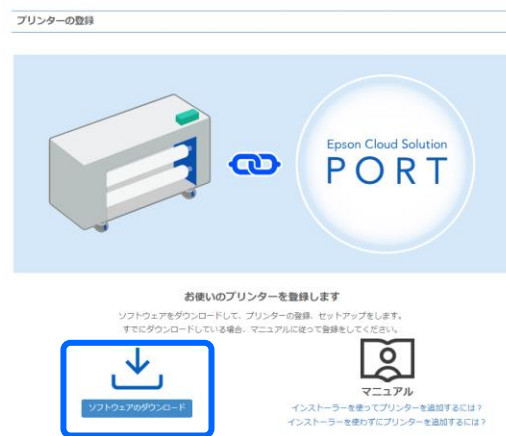 プリンターの登録
Epson Cloud Solution
PORT
お使いのプリンターを登録します
ソフトウェアをダウンロードして、プリンターの登録、セットアップをします。
すでにダウンロードしている場合、マニュアルに従って登録をしてください。
ソフトウェアのダウンロード
マニュアル
インストーラーを使ってプリンターを追加するには？
インストーラーを使わずにプリンターを追加するには？